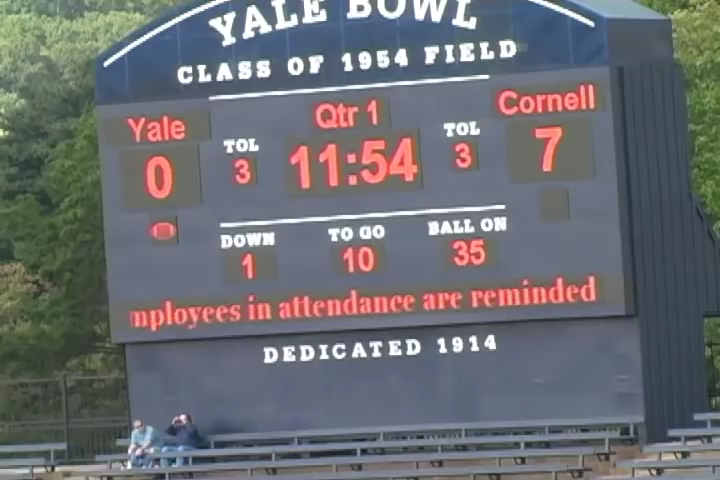 YALE BOWL
CLASS OF 1954 FIELD
Yale Qtr 1 Cornell
0 TOL 3 11:54 TOL 3 7
DOWN TO GO BALL ON
1 10 35
mployees in attendance are reminded
DEDICATED 1914